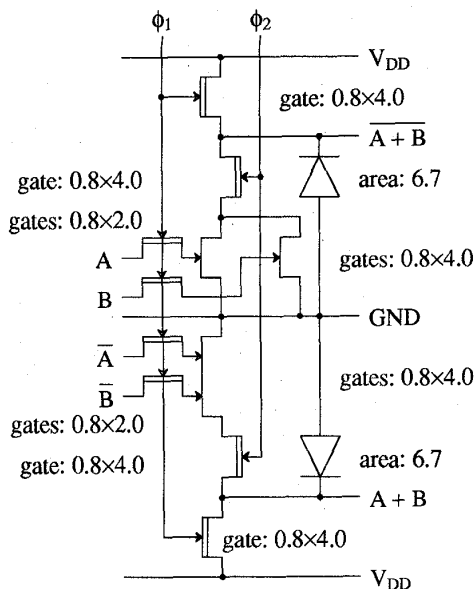 ϕ₁ ϕ₂
V_DD
gate: 0.8×4.0
A̅ ̅+̅ ̅B̅
gate: 0.8×4.0
area: 6.7
gates: 0.8×2.0
A
gates: 0.8×4.0
B
GND
A̅
gates: 0.8×4.0
B̅
gates: 0.8×2.0
gate: 0.8×4.0
area: 6.7
A + B
gate: 0.8×4.0
V_DD